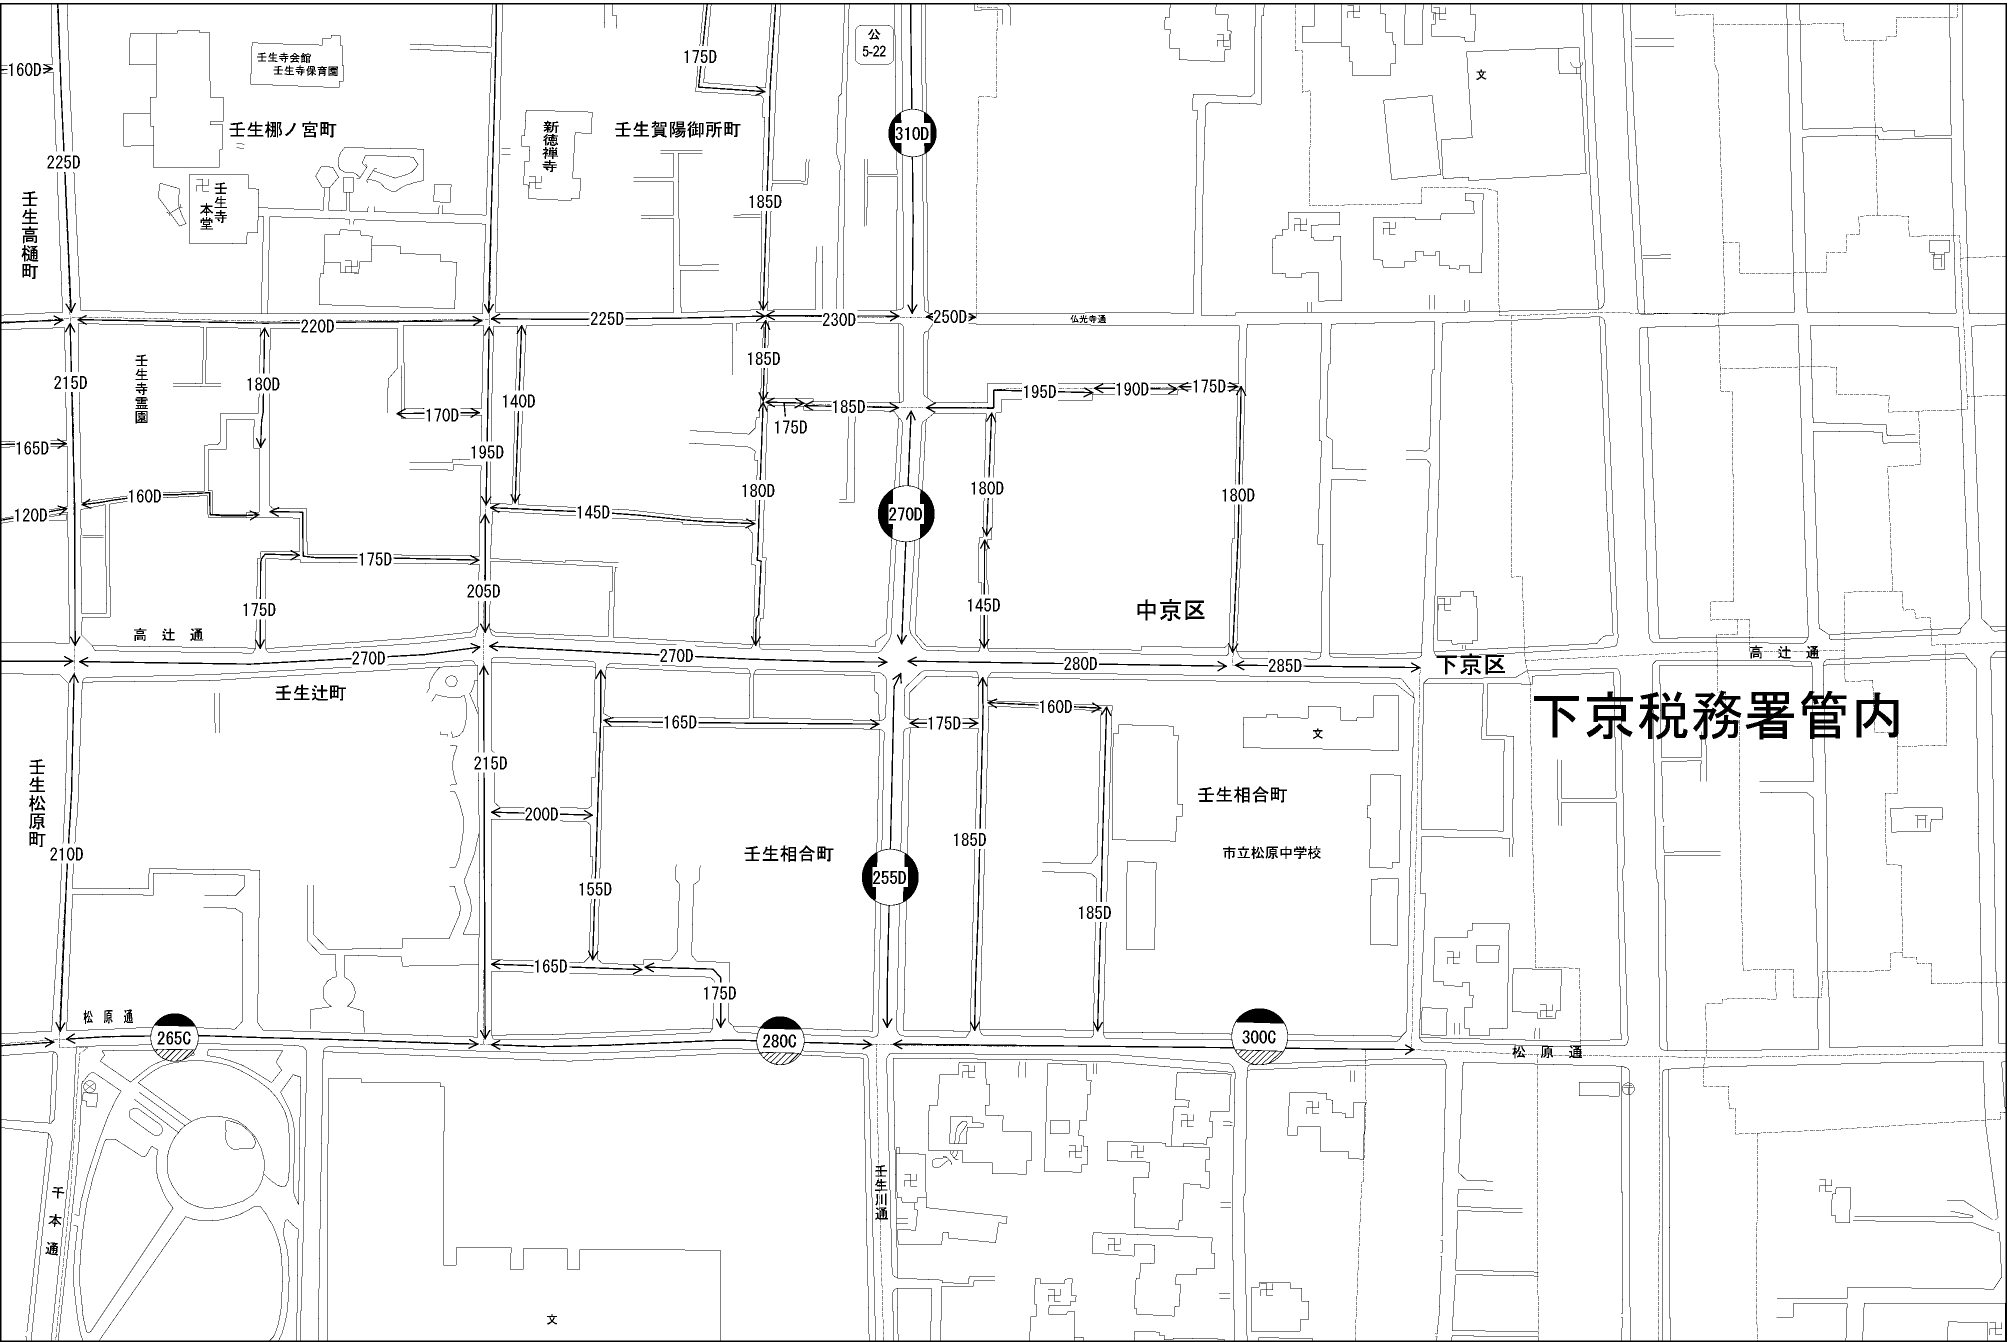 公
5-22
175D
160D
壬生寺会館
壬生寺保育園
文
壬生梛ノ宮町
新徳禅寺
壬生賀陽御所町
310D
225D
壬生高樋町
壬生寺
本堂
185D
220D
225D
230D
250D
仏光寺通
215D
壬生寺霊園
180D
185D
140D
170D
175D
185D
195D
190D
175D
165D
195D
160D
120D
145D
180D
270D
180D
180D
175D
205D
175D
145D
中京区
高辻通
270D
270D
280D
285D
下京区
高辻通
壬生辻町
下京税務署管内
165D
175D
160D
文
215D
壬生松原町
200D
壬生相合町
210D
185D
壬生相合町
市立松原中学校
155D
255D
185D
165D
175D
松原通
265C
280C
300C
松原通
千本通
壬生川通
文